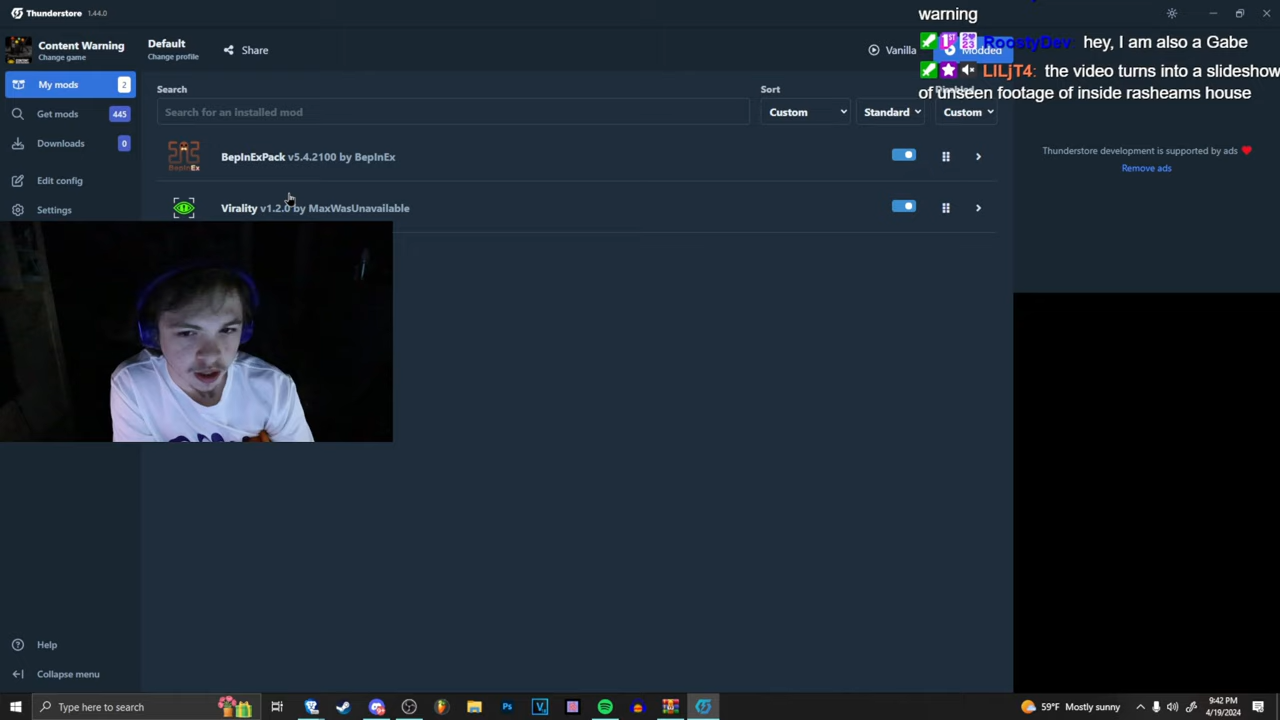 Thunderstore 1.44.0
warning
Content Warning
Change game
Default
Change profile
Share
Vanilla
Modded
RoostyDev hey, I am also a Gabe
LILjT4: the video turns into a slideshow
of unseen footage of inside rasheams house
My mods 2
Get mods 445
Downloads 0
Edit config
Settings
Search
Search for an installed mod
Sort
Custom
Standard
Custom
BepInEx
BepInExPack v5.4.2100 by BepInEx
Virality v1.2.0 by MaxWasUnavailable
Thunderstore development is supported by ads
Remove ads
Help
Collapse menu
Type here to search
Ps
V
59°F Mostly sunny
9:42 PM
4/19/2024